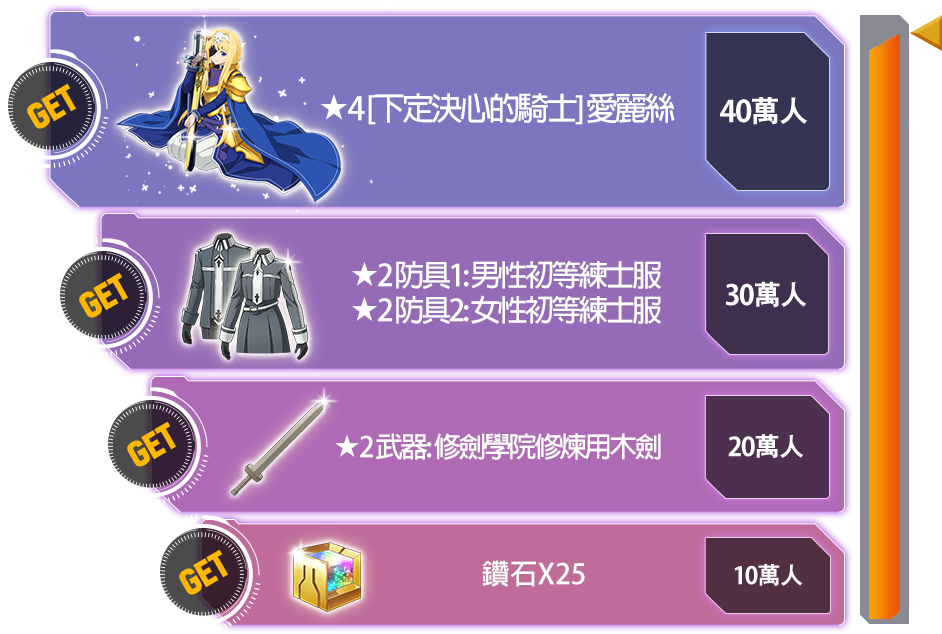 GET
★4 [下定決心的騎士] 愛麗絲
40萬人
GET
★2 防具1: 男性初等練士服
★2 防具2: 女性初等練士服
30萬人
GET
★2 武器: 修劍學院修煉用木劍
20萬人
GET
鑽石X25
10萬人